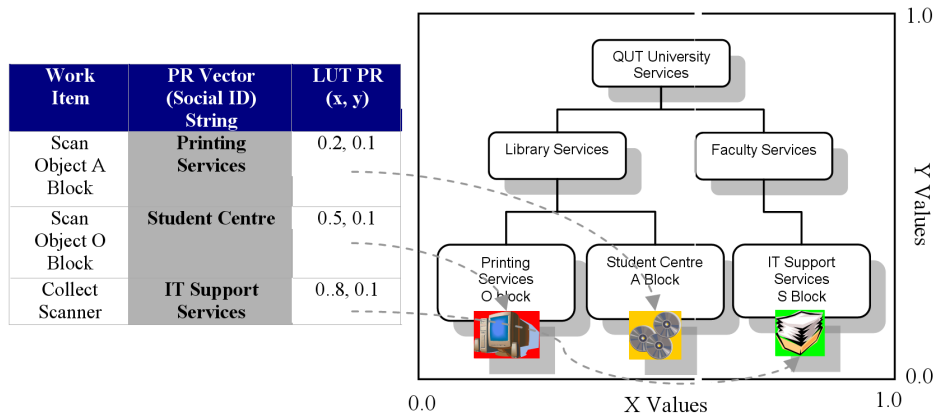 Work
Item
PR Vector
(Social ID)
String
LUT PR
(x, y)
Scan
Object A
Block
Printing
Services
0.2, 0.1
Scan
Object O
Block
Student Centre
0.5, 0.1
Collect
Scanner
IT Support
Services
0..8, 0.1
1.0
QUT University
Services
Library Services
Faculty Services
Y Values
Printing
Services
O block
Student Centre
A Block
IT Support
Services
S Block
0.0
0.0
X Values
1.0